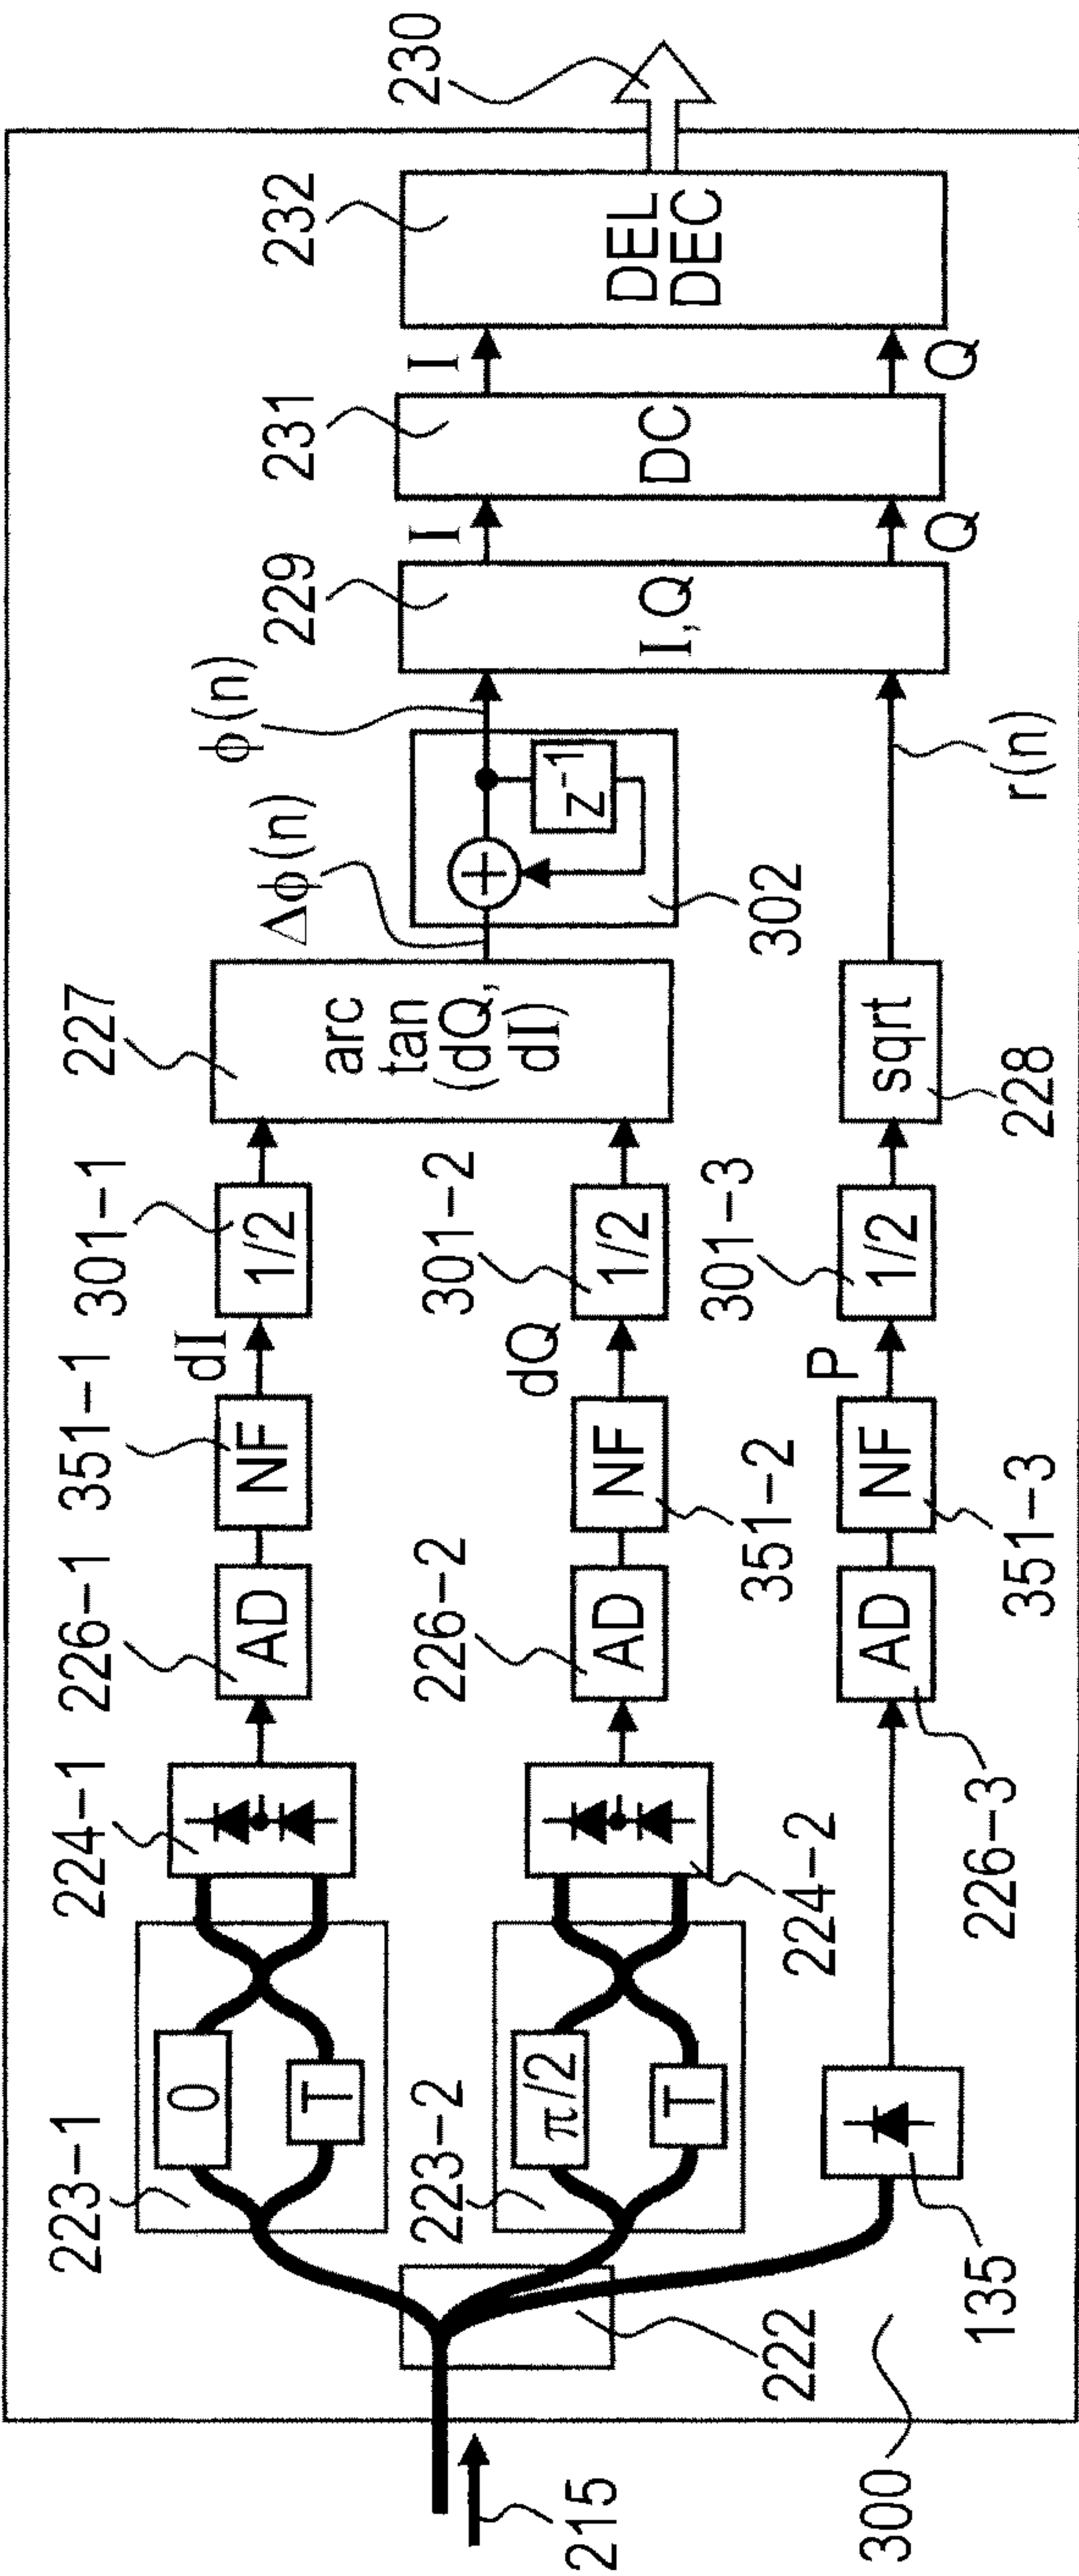 223-1
0
T
224-1
226-1
AD
351-1
NF
dI
301-1
1/2
227
arc
tan
(dQ,
dI)
Δϕ(n)
ϕ(n)
z⁻¹
302
229
I,Q
I
Q
231
DC
I
Q
232
DEL
DEC
230
215
222
223-2
π/2
T
224-2
226-2
AD
351-2
NF
dQ
301-2
1/2
300
135
226-3
AD
351-3
NF
P
301-3
1/2
228
sqrt
r(n)